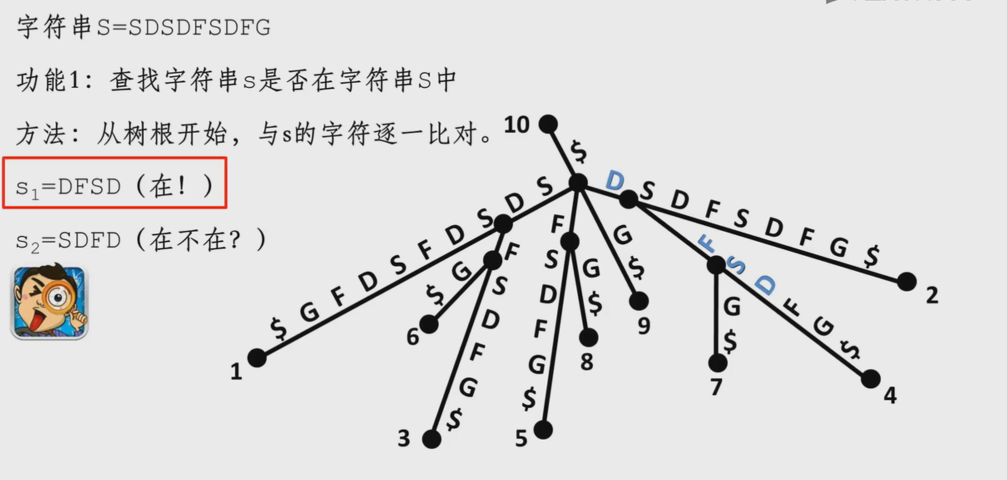 字符串S=SDSDFSDFG
功能1：查找字符串s是否在字符串S中
方法：从树根开始，与s的字符逐一比对。
s₁=DFSD（在！）
s₂=SDFD（在不在？）
10
$
S D
S D F S D F G $
1
F
G $
6
S D F G $
3
F
S D F G $
5
G $
8
G $
9
D
S D F S D F G $
2
F
G $
7
S D F G $
4